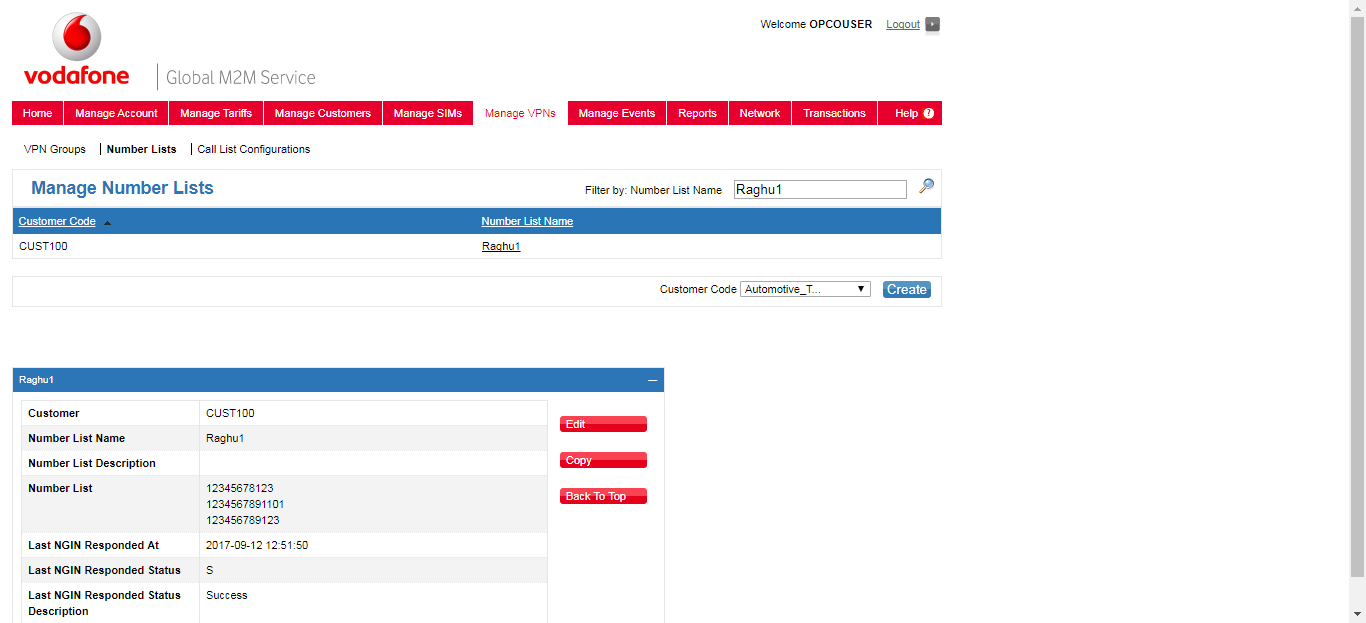 Welcome OPCOUSER Logout
vodafone Global M2M Service
Home Manage Account Manage Tariffs Manage Customers Manage SIMs Manage VPNs Manage Events Reports Network Transactions Help ?
VPN Groups Number Lists Call List Configurations
Manage Number Lists Filter by: Number List Name Raghu1
Customer Code Number List Name
CUST100 Raghu1
Customer Code Automotive_T... Create
Raghu1
Customer CUST100
Edit
Number List Name Raghu1
Copy
Number List Description
Number List 12345678123
Back To Top
1234567891101
123456789123
Last NGIN Responded At 2017-09-12 12:51:50
Last NGIN Responded Status S
Last NGIN Responded Status Success
Description